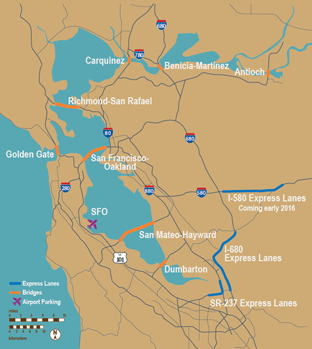 680
780
Carquinez
Benicia-Martinez
Antioch
Richmond-San Rafael
80
680
Golden Gate
San Francisco-
Oakland
280
880
580
I-580 Express Lanes
Coming early 2016
SFO
San Mateo-Hayward
101
I-680
Express Lanes
Dumbarton
Express Lanes
Bridges
Airport Parking
SR-237 Express Lanes
miles
kilometers
N